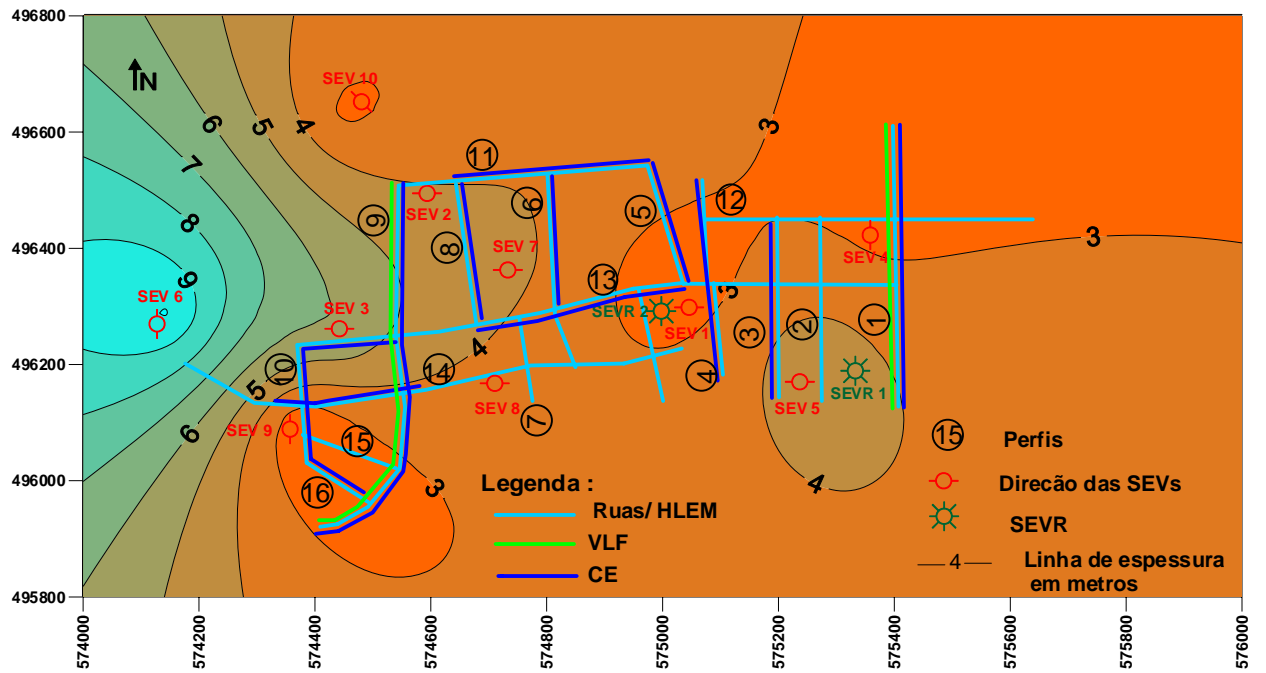 496800
496600
496400
496200
496000
495800
N
SEV 10
6
5
4
3
7
8
9
SEV 6
11
9
SEV 2
8
6
SEV 7
5
12
13
SEVR 2
SEV 1
3
SEV 4
3
SEV 3
10
14
4
5
SEV 8
7
4
3
2
1
SEV 5
SEVR 1
4
6
SEV 9
15
16
3
Legenda :
Ruas/ HLEM
VLF
CE
15 Perfis
Direcão das SEVs
SEVR
4 Linha de espessura
em metros
574000
574200
574400
574600
574800
575000
575200
575400
575600
575800
576000